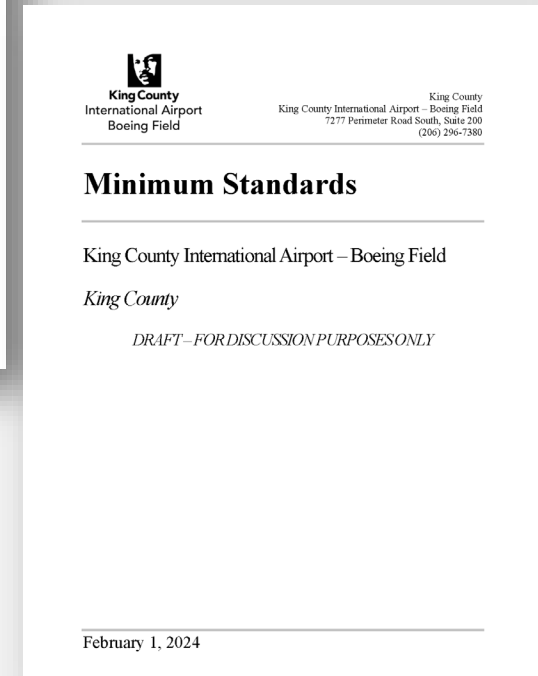 King County
International Airport
Boeing Field
King County
King County International Airport – Boeing Field
7277 Perimeter Road South, Suite 200
(206) 296-7380
Minimum Standards
King County International Airport – Boeing Field
King County
DRAFT – FOR DISCUSSION PURPOSES ONLY
February 1, 2024